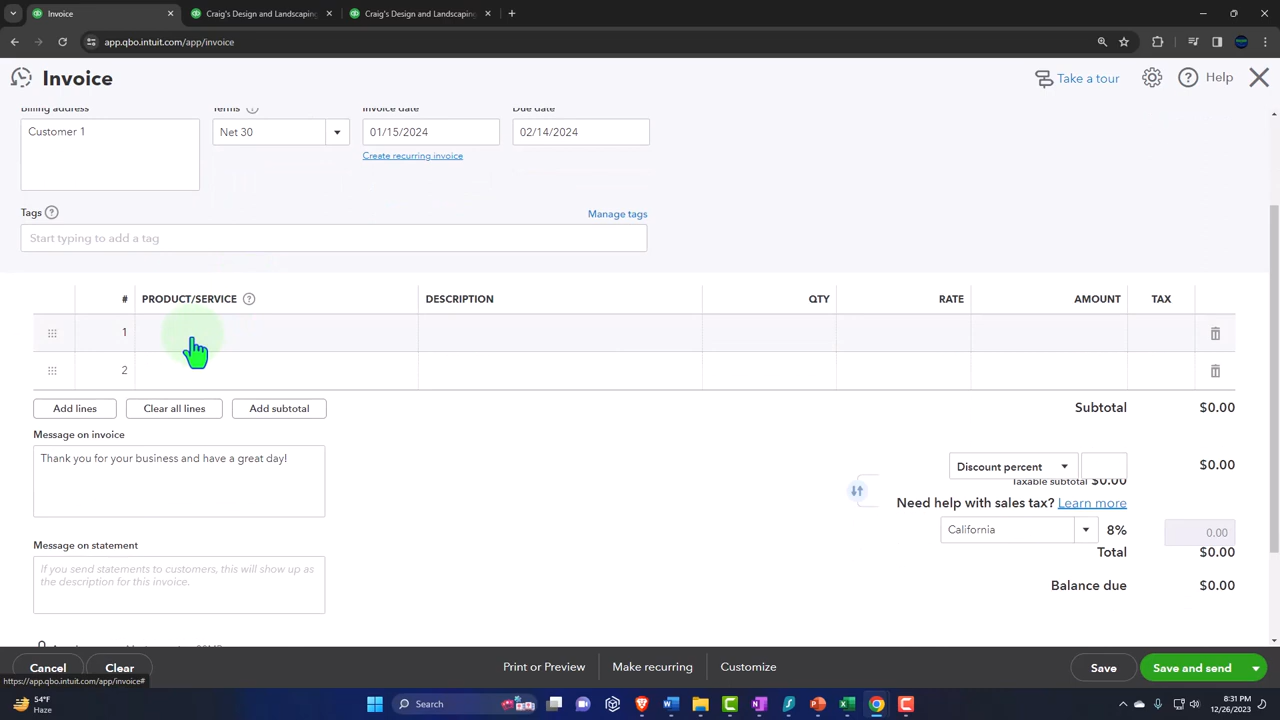 Invoice
Craig's Design and Landscaping
Craig's Design and Landscaping
app.qbo.intuit.com/app/invoice
Invoice
Take a tour
Help
Billing address
Terms
Invoice date
Due date
Customer 1
Net 30
01/15/2024
02/14/2024
Create recurring invoice
Tags
Manage tags
Start typing to add a tag
# PRODUCT/SERVICE DESCRIPTION QTY RATE AMOUNT TAX
1
2
Add lines
Clear all lines
Add subtotal
Subtotal $0.00
Message on invoice
Thank you for your business and have a great day!
Discount percent
$0.00
Taxable subtotal $0.00
Need help with sales tax? Learn more
California
8%
0.00
Total $0.00
Message on statement
If you send statements to customers, this will show up as
the description for this invoice.
Balance due $0.00
Cancel
Clear
Print or Preview
Make recurring
Customize
Save
Save and send
https://app.qbo.intuit.com/app/invoice#
54°F
Haze
Search
8:31 PM
12/26/2023